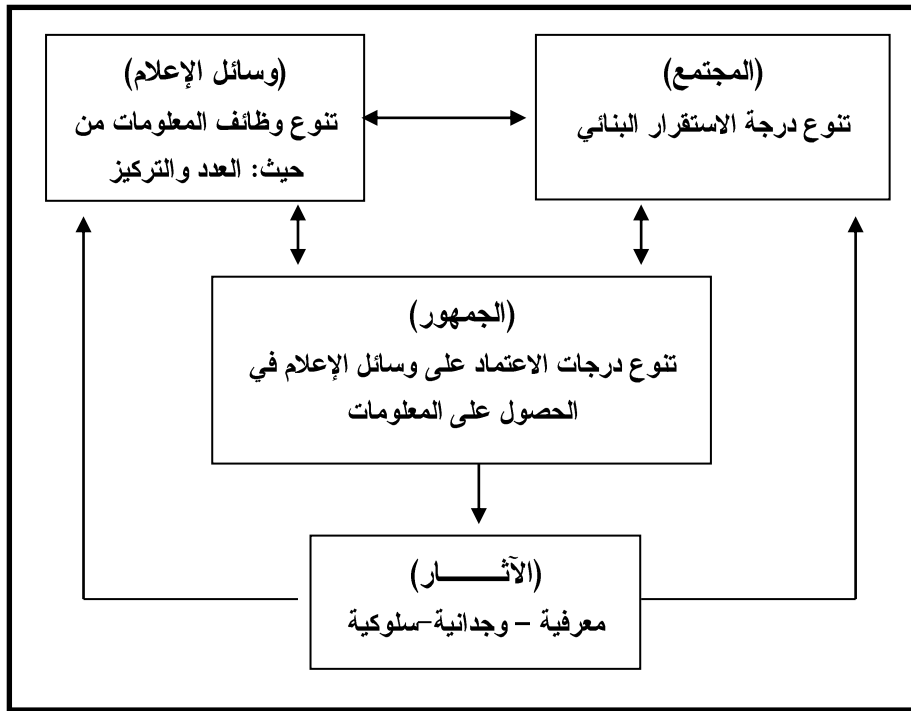 (المجتمع)
تنوع درجة الاستقرار البنائي
(وسائل الإعلام)
تنوع وظائف المعلومات من
حيث: العدد والتركيز
(الجمهور)
تنوع درجات الاعتماد على وسائل الإعلام في
الحصول على المعلومات
(الآثـــــــار)
معرفية – وجدانية-سلوكية